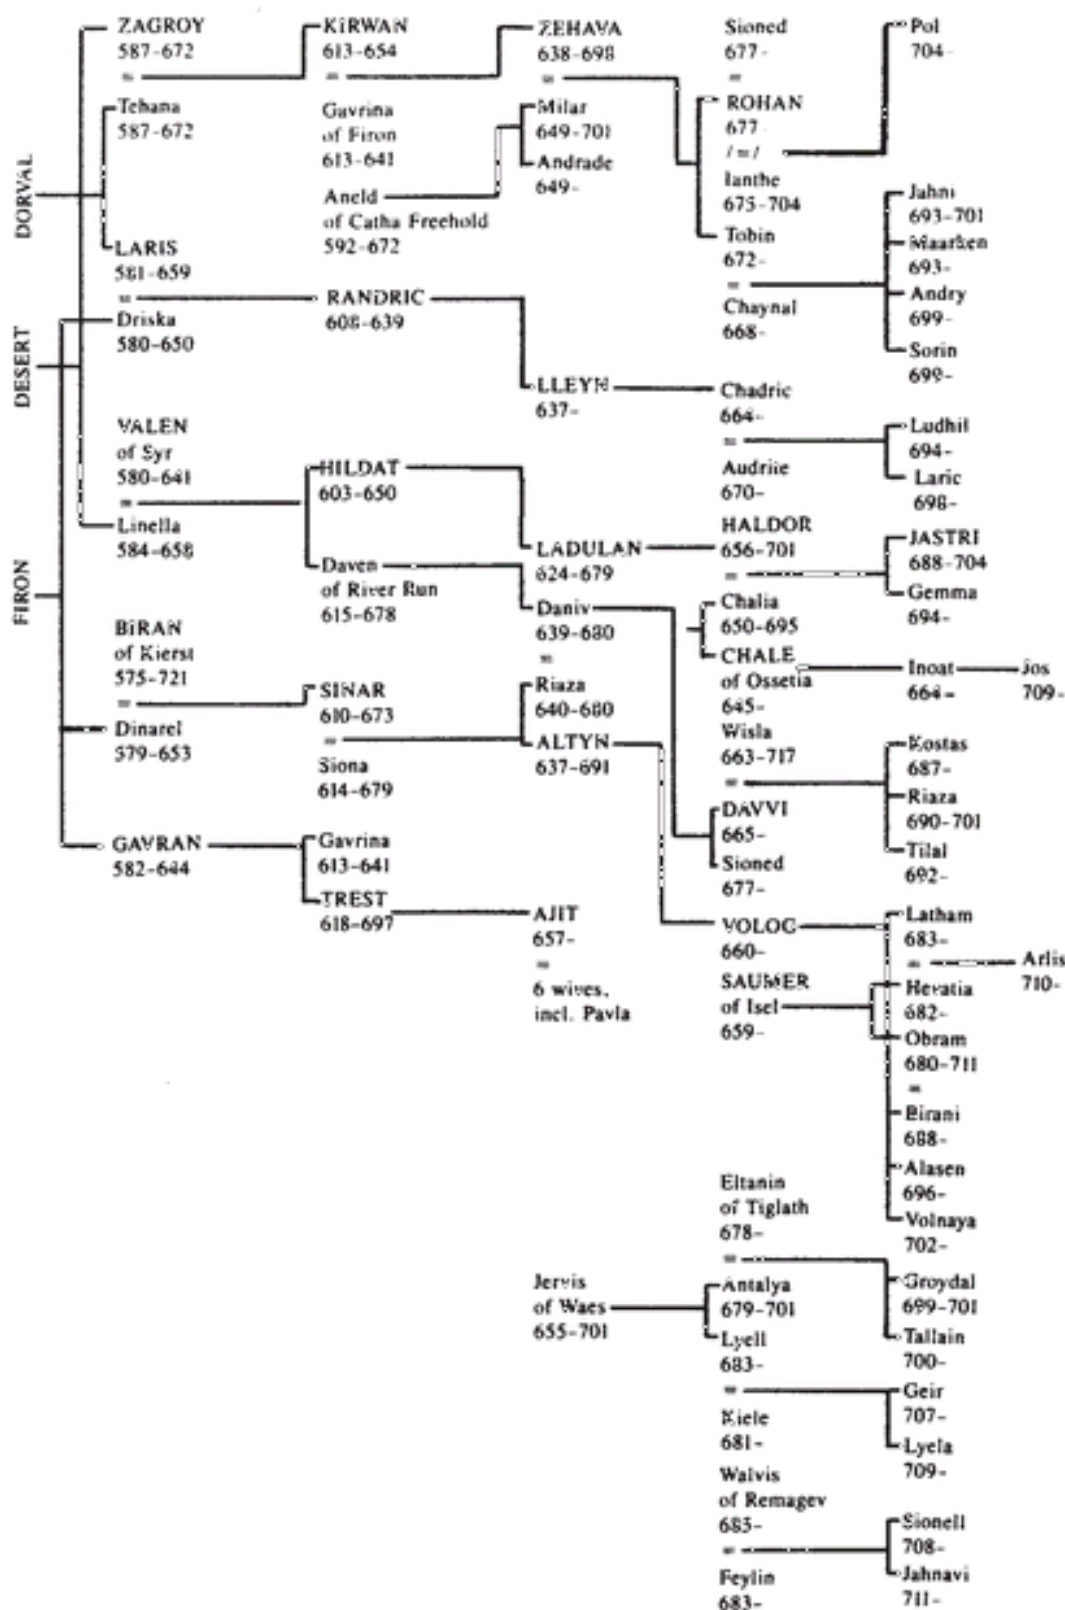 DORVAL
DESERT
FIRON
ZAGROY
587-672
=
Tehana
587-672
LARIS
581-659
=
Driska
580-650
VALEN
of Syr
580-641
=
Linella
584-658
BIRAN
of Kierst
575-721
=
Dinarel
579-653
GAVRAN
582-644
KIRWAN
613-654
=
Gavrina
of Firon
613-641
Aneld
of Catha Freehold
592-672
RANDRIC
608-639
HILDAT
603-650
Daven
of River Run
615-678
SINAR
610-673
=
Siona
614-679
Gavrina
613-641
TREST
618-697
ZEHAVA
638-698
=
Milar
649-701
Andrade
649-
LLEYN
637-
LADULAN
624-679
Daniv
639-680
=
Riaza
640-680
ALTYN
637-691
AJIT
657-
=
6 wives,
incl. Pavla
Jervis
of Waes
655-701
Sioned
677-
=
ROHAN
677
/=/
Ianthe
675-704
Tobin
672-
=
Chaynal
668-
Chadric
664-
=
Audrite
670-
HALDOR
656-701
=
Chalia
650-695
CHALE
of Ossetia
645-
Wisla
663-717
=
DAVVI
665-
Sioned
677-
VOLOG
660-
SAUMER
of Isel
659-
Eltanin
of Tiglath
678-
=
Antalya
679-701
Lyell
683-
=
Kiele
681-
Walvis
of Remagev
685-
=
Feylin
683-
Pol
704-
Jahni
693-701
Maarken
693-
Andry
699-
Sorin
699-
Ludhil
694-
Laric
698-
JASTRI
688-704
Gemma
694-
Inoat
664-
Jos
709-
Kostas
687-
Riaza
690-701
Tilal
692-
Latham
683-
=
Arlis
710-
Hevatia
682-
Obram
680-711
=
Birani
688-
Alasen
696-
Volnaya
702-
Groydal
699-701
Tallain
700-
Geir
707-
Lyela
709-
Sionell
708-
Jahnavi
711-